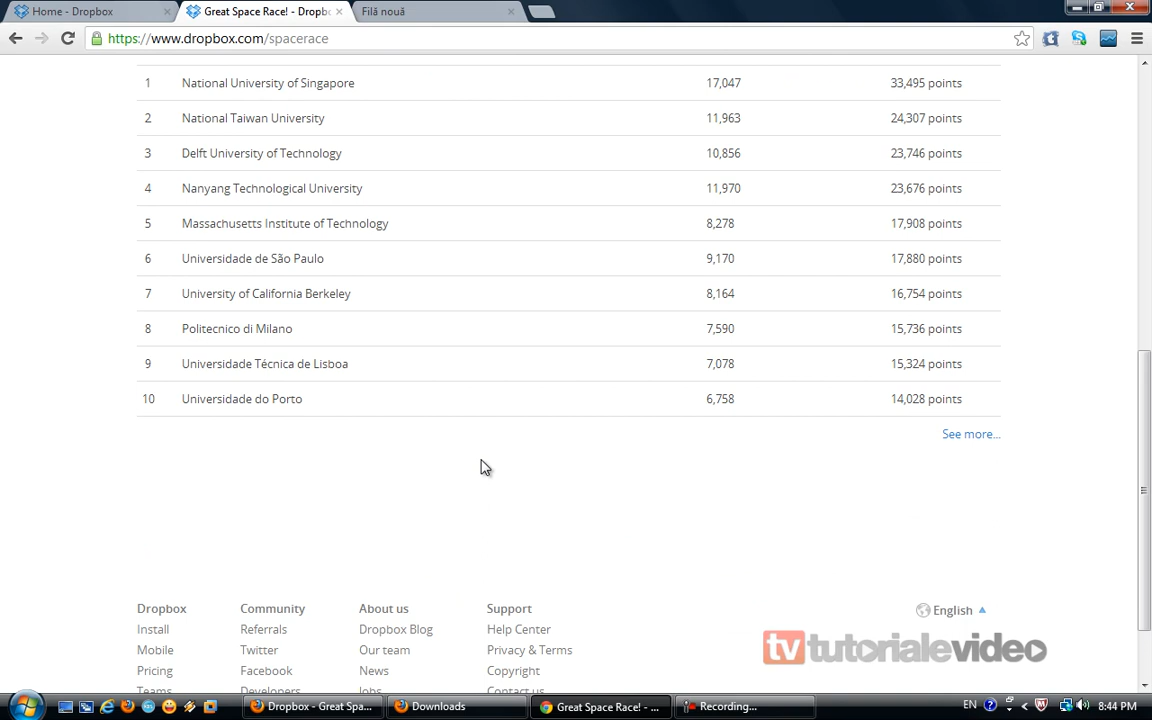 Home - Dropbox
Great Space Race! - Dropb
Filă nouă
https://www.dropbox.com/spacerace
1 National University of Singapore 17,047 33,495 points
2 National Taiwan University 11,963 24,307 points
3 Delft University of Technology 10,856 23,746 points
4 Nanyang Technological University 11,970 23,676 points
5 Massachusetts Institute of Technology 8,278 17,908 points
6 Universidade de São Paulo 9,170 17,880 points
7 University of California Berkeley 8,164 16,754 points
8 Politecnico di Milano 7,590 15,736 points
9 Universidade Técnica de Lisboa 7,078 15,324 points
10 Universidade do Porto 6,758 14,028 points
See more...
Dropbox Community About us Support English
Install Referrals Dropbox Blog Help Center
Mobile Twitter Our team Privacy & Terms
Pricing Facebook News Copyright
Teams Developers Jobs Contact us
tv tutorialevideo
Dropbox - Great Spa... Downloads Great Space Race! - ... Recording... EN 8:44 PM